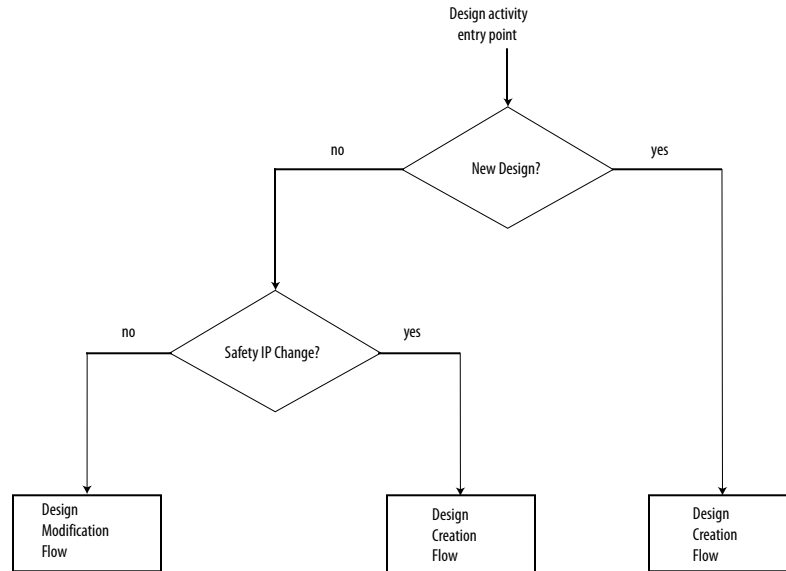 Design activity
entry point
New Design?
no
yes
Safety IP Change?
no
yes
Design
Modification
Flow
Design
Creation
Flow
Design
Creation
Flow